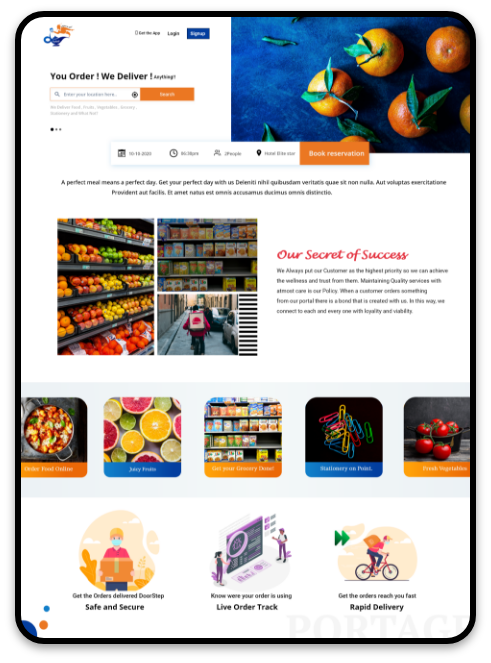 Get the App Login Signup
You Order ! We Deliver ! Anything!!
Enter your location here.. Search
We Deliver Food, Fruits, Vegetables, Grocery,
Stationery and What Not!!
19-10-2020 06:30pm 2People Hotel Elite ever Book reservation
A perfect meal means a perfect day. Get your perfect day with us Deleniti nihil quibusdam veritatis quae sit non nulla. Aut voluptas exercitatone
Provident aut facilis. Et amet natus est omnis accusamus ducimus omnis distinctio.
Our Secret of Success
We Always put our Customer as the highest priority so we can achieve
the wellness and trust from them. Maintaining Quality services with
atmost care is our Policy. When a customer orders something
from our portal there is a bond that is created with us. In this way, we
connect to each and every one with loyality and viability.
order Food Online
Juicy Fruits
Get your Grocery Done!
Stationery on Point.
Fresh Vegetables
Get the Orders delivered DoorStep
Safe and Secure
Know were your order is using
Live Order Track
Get the orders reach you fast
Rapid Delivery